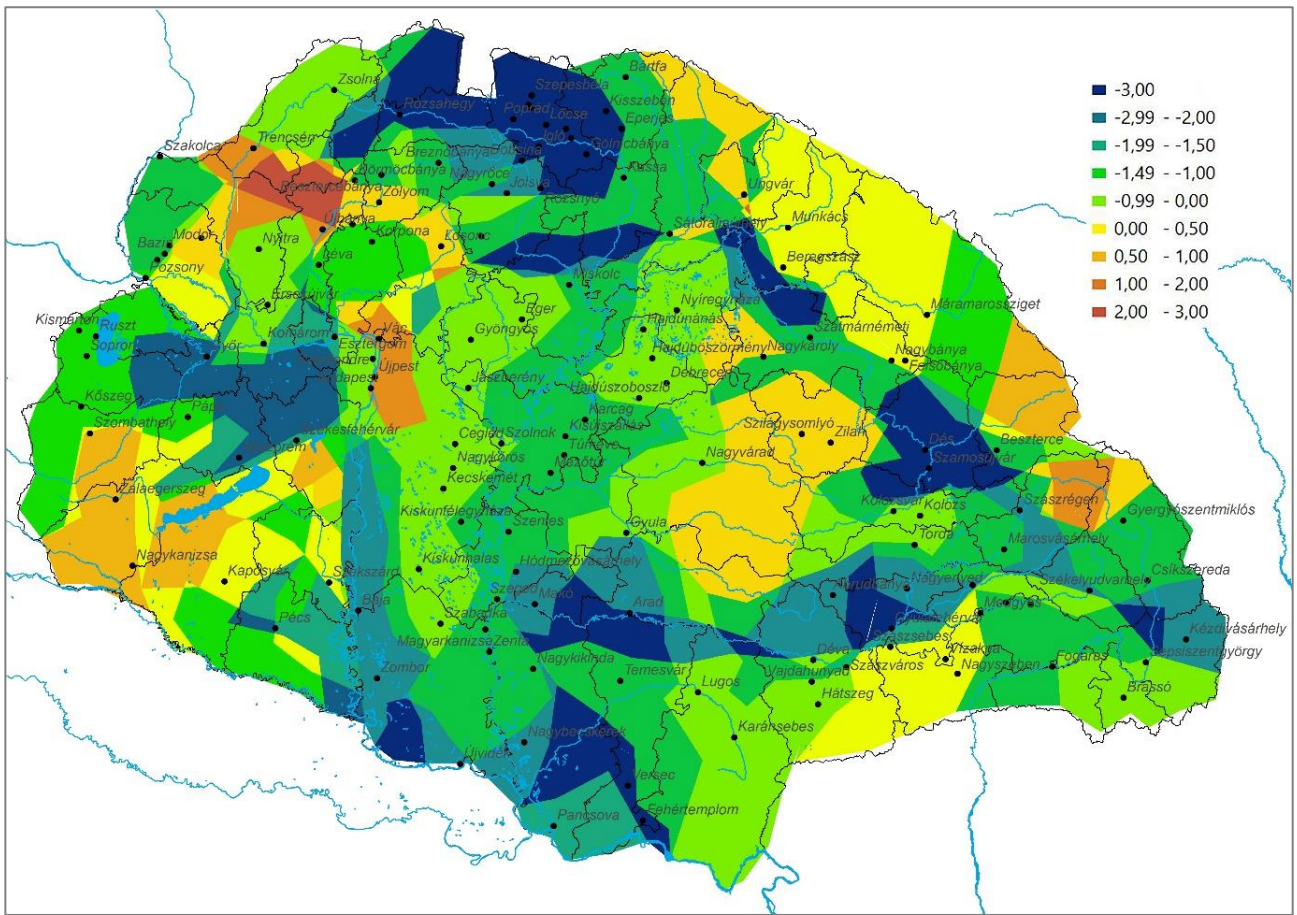 -3,00
-2,99 - -2,00
-1,99 - -1,50
-1,49 - -1,00
-0,99 - 0,00
0,00 - 0,50
0,50 - 1,00
1,00 - 2,00
2,00 - 3,00
Bártfa
Zsolna
Szepesbéla
Rózsahegy
Poprád
Lőcse
Kisszeben
Eperjes
Igló
Gölnicbánya
Trencsén
Szakolca
Breznóbánya
Dobsina
Kassa
Nagyrőce
Jolsva
Rozsnyó
Besztercebánya
Zólyom
Ungvár
Munkács
Sátoraljaújhely
Újbánya
Korpona
Losonc
Modor
Bazin
Nyitra
Léva
Pozsony
Beregszász
Miskolc
Érsekújvár
Nyíregyháza
Máramarossziget
Eger
Hajdúnánás
Szatmárnémeti
Kismarton
Ruszt
Sopron
Komárom
Vác
Esztergom
Gyöngyös
Győr
Újpest
Hajdúböszörmény
Nagykároly
Nagybánya
Felsőbánya
Budapest
Jászberény
Debrecen
Hajdúszoboszló
Kőszeg
Pápa
Karcag
Kisújszállás
Szombathely
Székesfehérvár
Cegléd
Szolnok
Túrkeve
Szilágysomlyó
Zilah
Dés
Beszterce
Veszprém
Nagykőrös
Mezőtúr
Nagyvárad
Szamosújvár
Kecskemét
Zalaegerszeg
Kolozsvár
Kolozs
Szászrégen
Gyergyószentmiklós
Kiskunfélegyháza
Szentes
Gyula
Torda
Marosvásárhely
Nagykanizsa
Kaposvár
Szekszárd
Kiskunhalas
Hódmezővásárhely
Abrudbánya
Nagyenyed
Székelyudvarhely
Csíkszereda
Baja
Szeged
Makó
Arad
Medgyes
Pécs
Szabadka
Gyulafehérvár
Kézdivásárhely
Magyarkanizsa
Zenta
Szászsebes
Déva
Vízakna
Fogaras
Sepsiszentgyörgy
Zombor
Nagykikinda
Temesvár
Vajdahunyad
Szászváros
Nagyszeben
Lugos
Hátszeg
Brassó
Karánsebes
Nagybecskerek
Újvidék
Versec
Pancsova
Fehértemplom